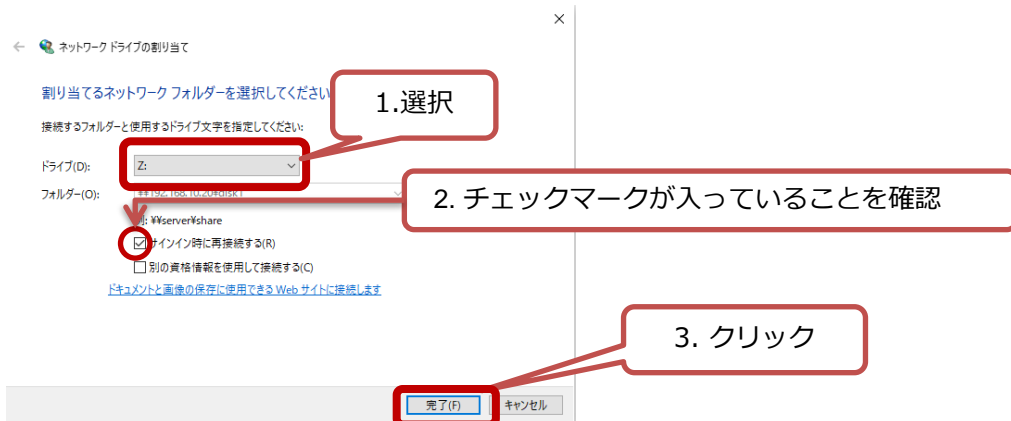 ネットワーク ドライブの割り当て
割り当てるネットワーク フォルダーを選択してください
1.選択
接続するフォルダーと使用するドライブ文字を指定してください:
ドライブ(D): Z:
フォルダー(O): ¥¥192.168.10.20¥disk1
2. チェックマークが入っていることを確認
: ¥¥server¥share
サインイン時に再接続する(R)
別の資格情報を使用して接続する(C)
ドキュメントと画像の保存に使用できる Web サイトに接続します
3. クリック
完了(F) キャンセル